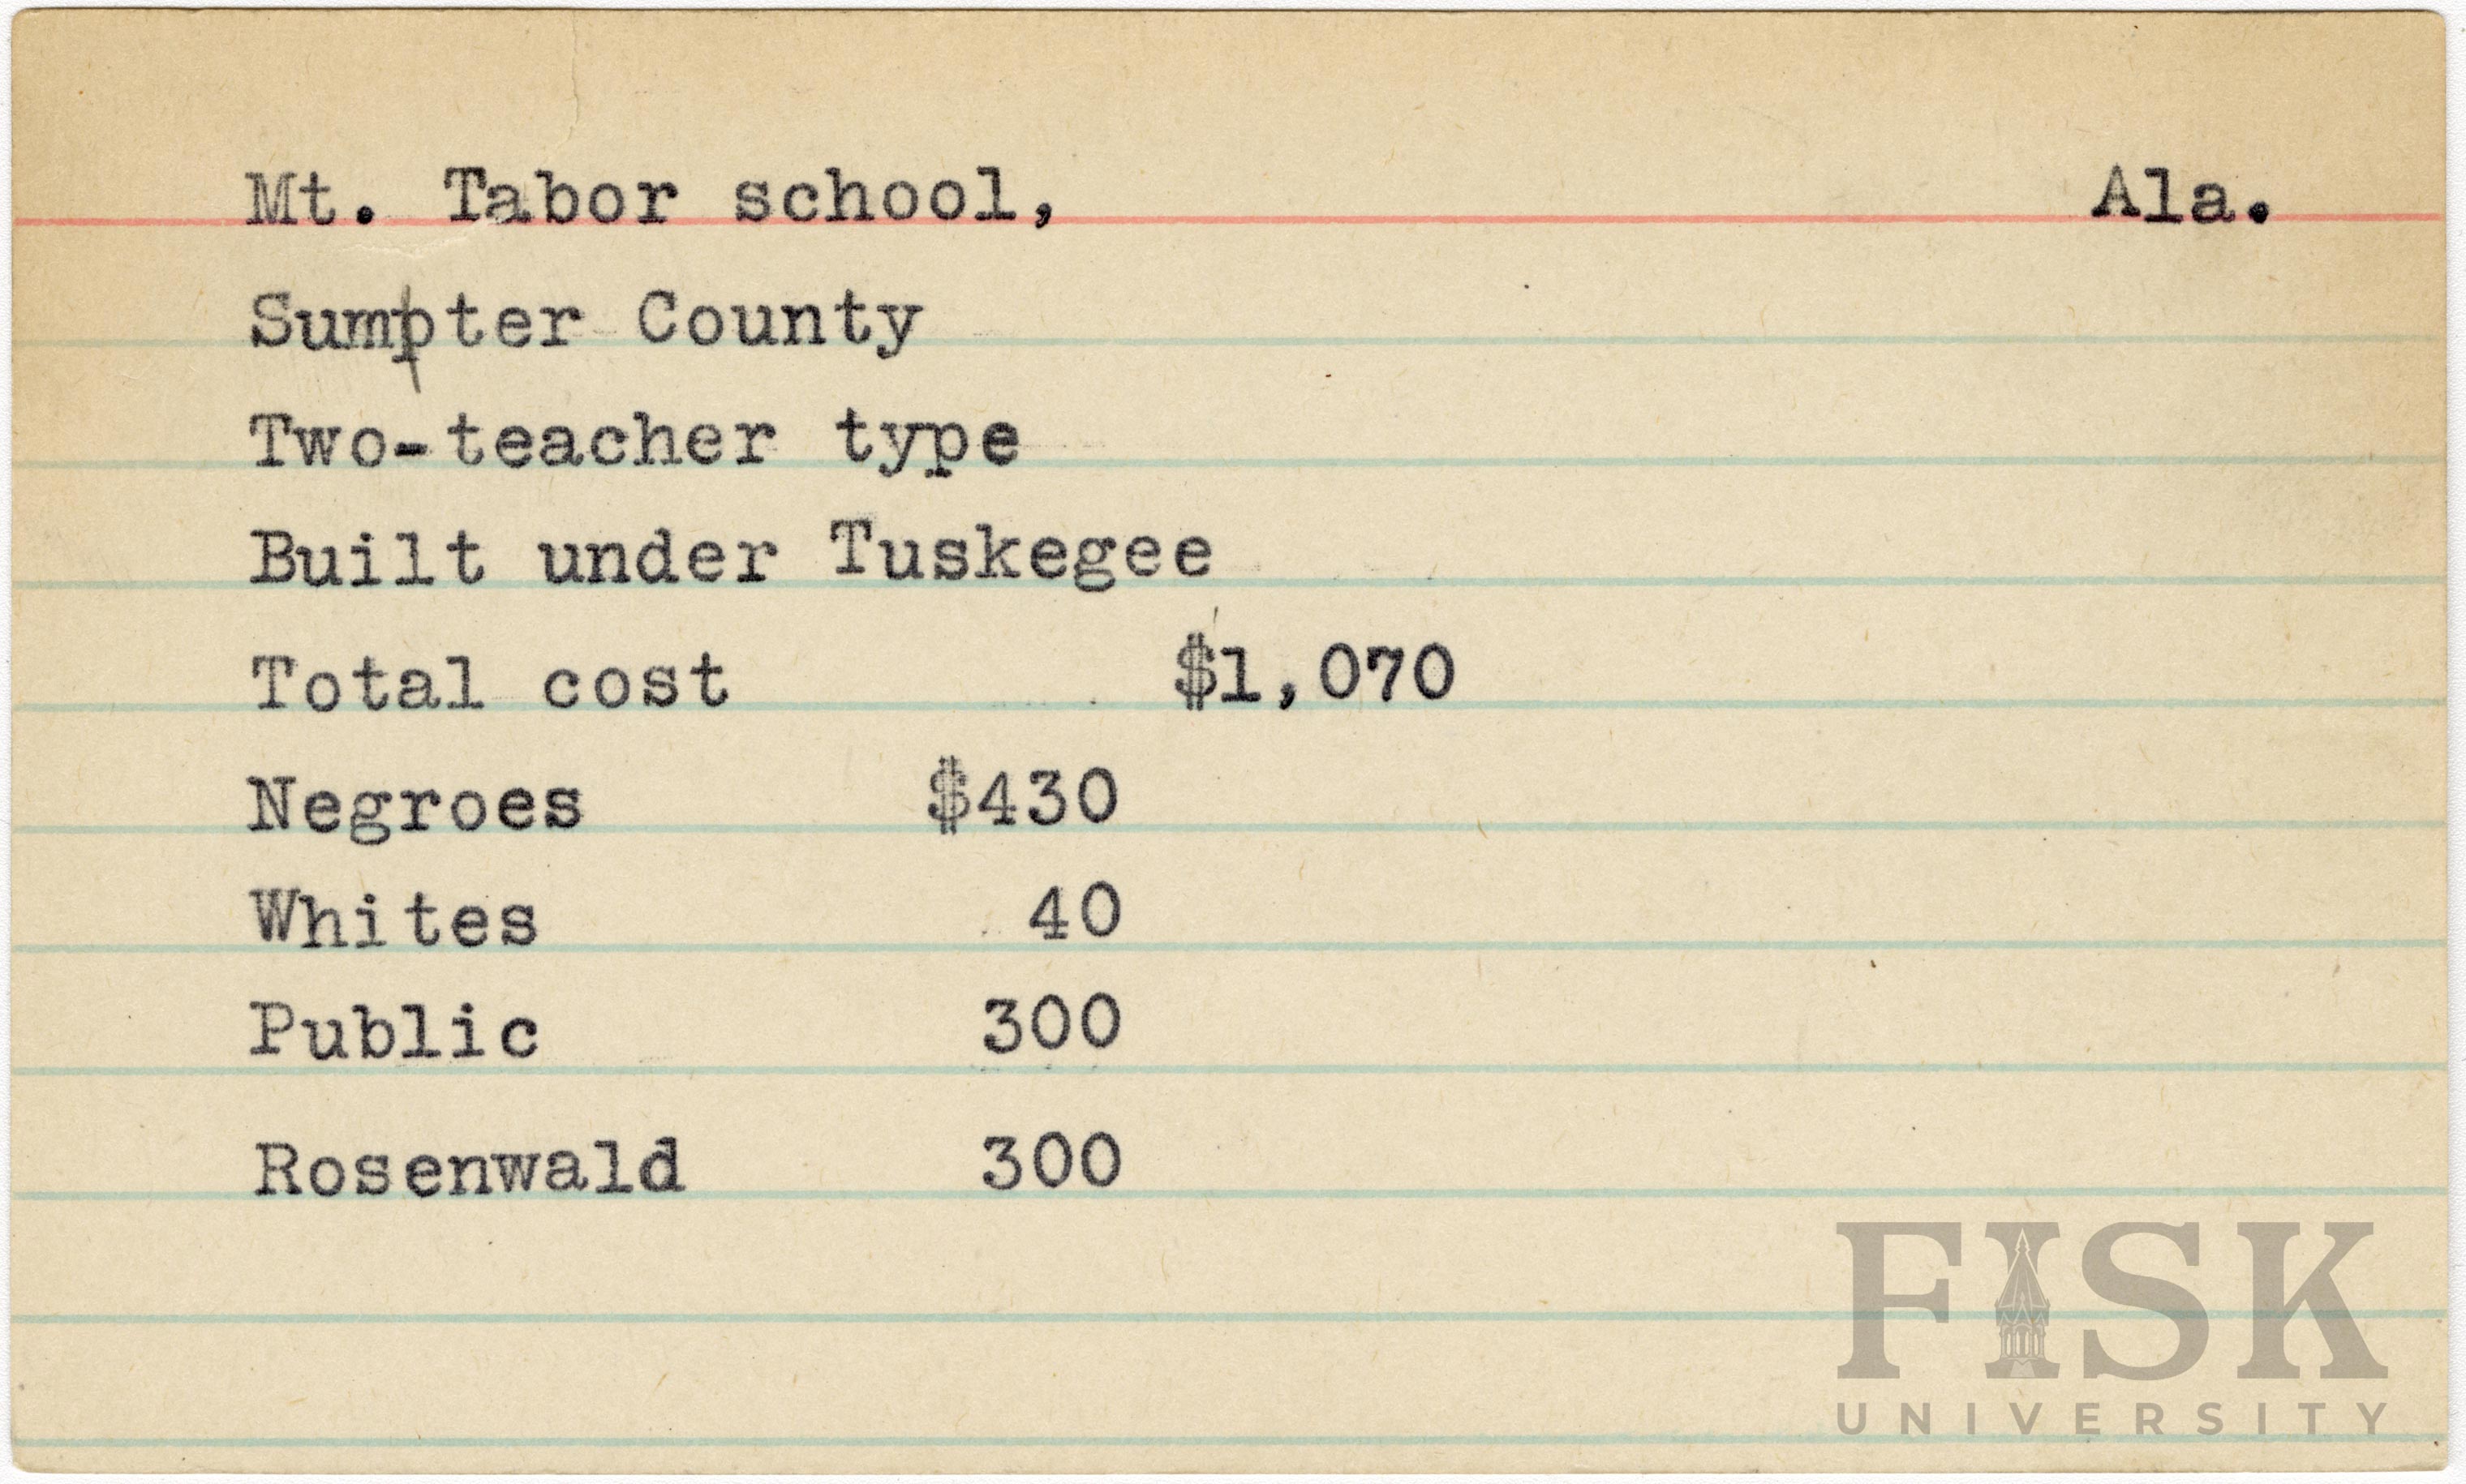 Mt. Tabor school, Ala.
Sumpter County
Two-teacher type
Built under Tuskegee
Total cost $1,070
Negroes $430
Whites 40
Public 300
Rosenwald 300
FISK
UNIVERSITY